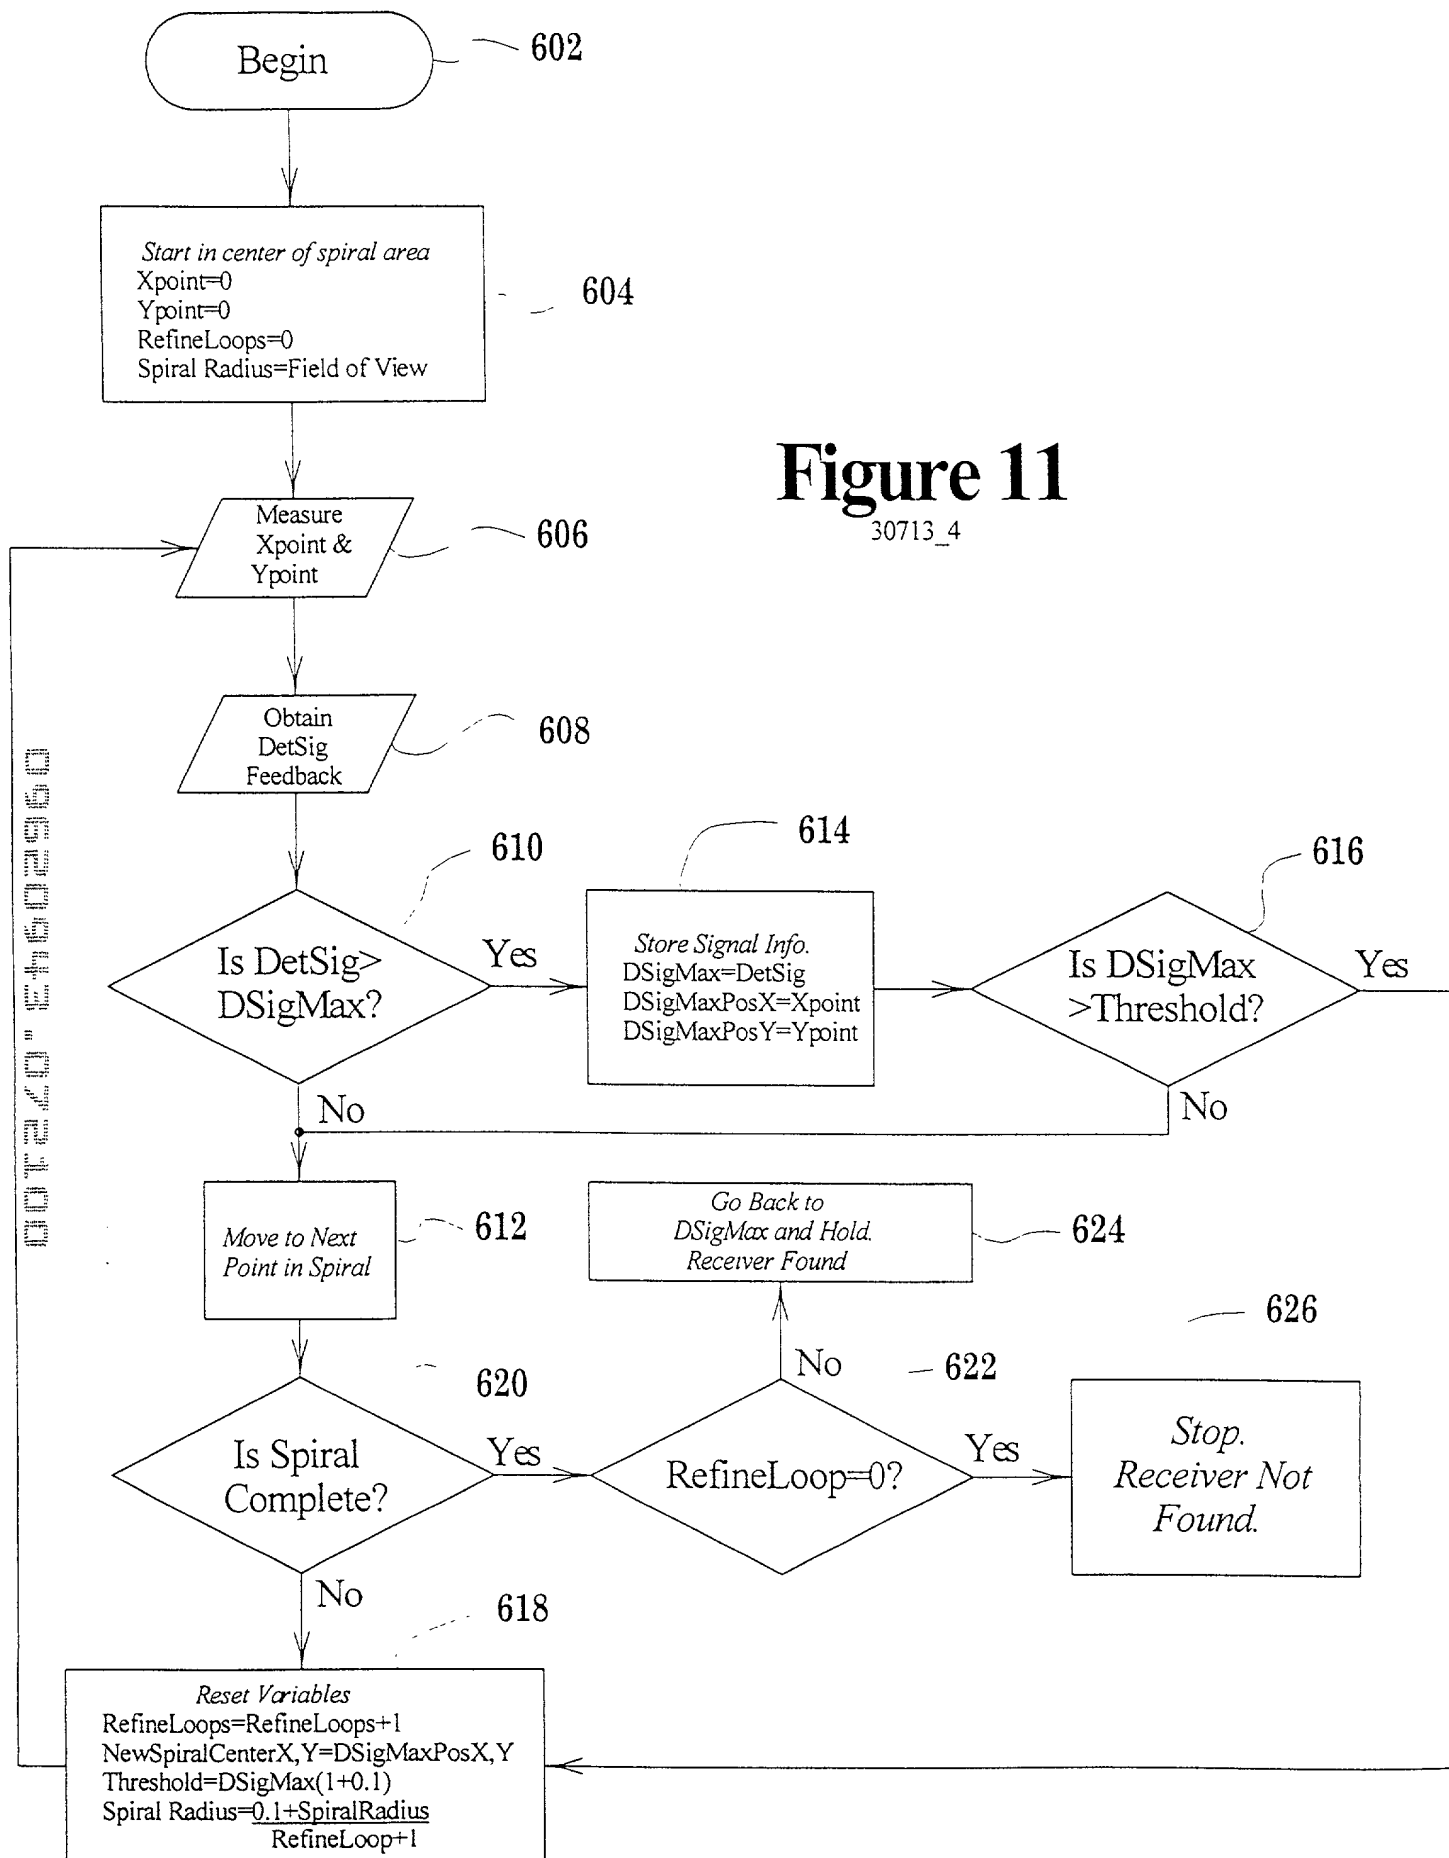 Begin
602
Start in center of spiral area
Xpoint=0
Ypoint=0
RefineLoops=0
Spiral Radius=Field of View
604
Figure 11
30713_4
Measure
Xpoint &
Ypoint
606
Obtain
DetSig
Feedback
608
610
Is DetSig>
DSigMax?
Yes
No
614
Store Signal Info.
DSigMax=DetSig
DSigMaxPosX=Xpoint
DSigMaxPosY=Ypoint
616
Is DSigMax
>Threshold?
Yes
No
Move to Next
Point in Spiral
612
Go Back to
DSigMax and Hold.
Receiver Found
624
626
620
Is Spiral
Complete?
Yes
No
622
No
RefineLoop=0?
Yes
Stop.
Receiver Not
Found.
618
Reset Variables
RefineLoops=RefineLoops+1
NewSpiralCenterX,Y=DSigMaxPosX,Y
Threshold=DSigMax(1+0.1)
Spiral Radius=0.1+SpiralRadius
RefineLoop+1
09620943.072100